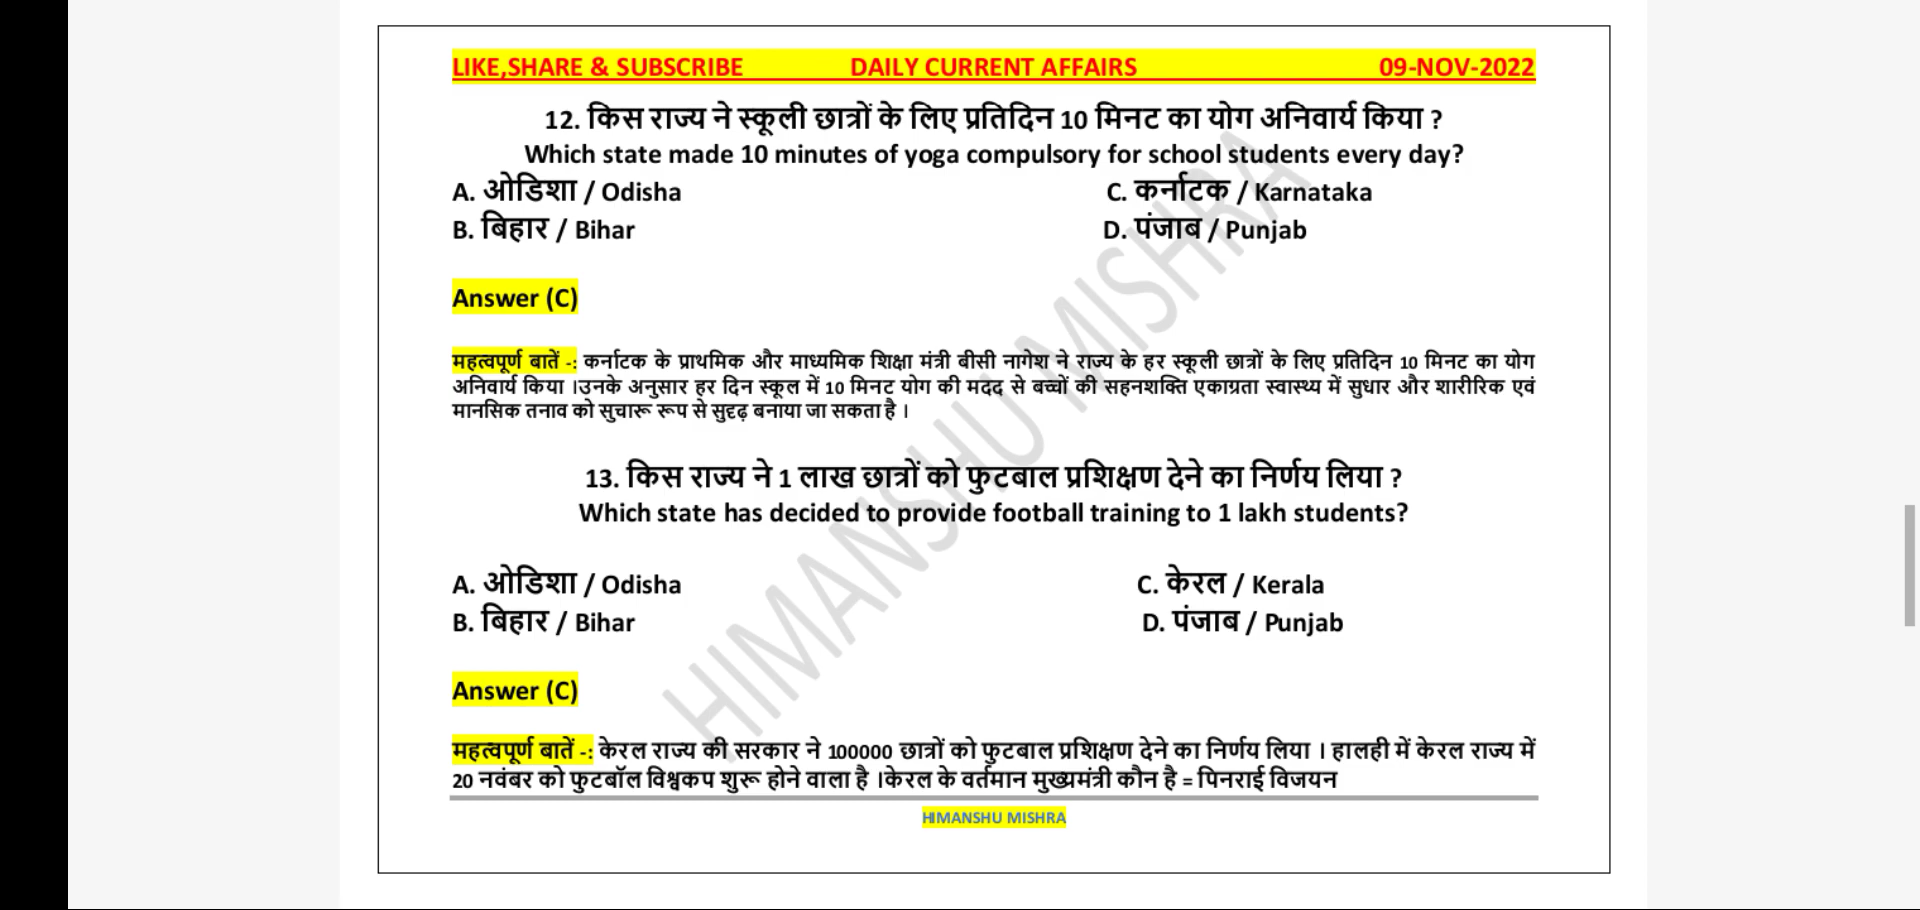 LIKE,SHARE & SUBSCRIBE DAILY CURRENT AFFAIRS 09-NOV-2022
12. किस राज्य ने स्कूली छात्रों के लिए प्रतिदिन 10 मिनट का योग अनिवार्य किया ?
Which state made 10 minutes of yoga compulsory for school students every day?
A. ओडिशा / Odisha C. कर्नाटक / Karnataka
B. बिहार / Bihar D. पंजाब / Punjab
Answer (C)
महत्वपूर्ण बातें -: कर्नाटक के प्राथमिक और माध्यमिक शिक्षा मंत्री बीसी नागेश ने राज्य के हर स्कूली छात्रों के लिए प्रतिदिन 10 मिनट का योग
अनिवार्य किया ।उनके अनुसार हर दिन स्कूल में 10 मिनट योग की मदद से बच्चों की सहनशक्ति एकाग्रता स्वास्थ्य में सुधार और शारीरिक एवं
मानसिक तनाव को सुचारू रूप से सुदृढ़ बनाया जा सकता है ।
13. किस राज्य ने 1 लाख छात्रों को फुटबाल प्रशिक्षण देने का निर्णय लिया ?
Which state has decided to provide football training to 1 lakh students?
A. ओडिशा / Odisha C. केरल / Kerala
B. बिहार / Bihar D. पंजाब / Punjab
Answer (C)
महत्वपूर्ण बातें -: केरल राज्य की सरकार ने 100000 छात्रों को फुटबाल प्रशिक्षण देने का निर्णय लिया । हालही में केरल राज्य में
20 नवंबर को फुटबॉल विश्वकप शुरू होने वाला है ।केरल के वर्तमान मुख्यमंत्री कौन है = पिनराई विजयन
HIMANSHU MISHRA
HIMANSHU MISHRA